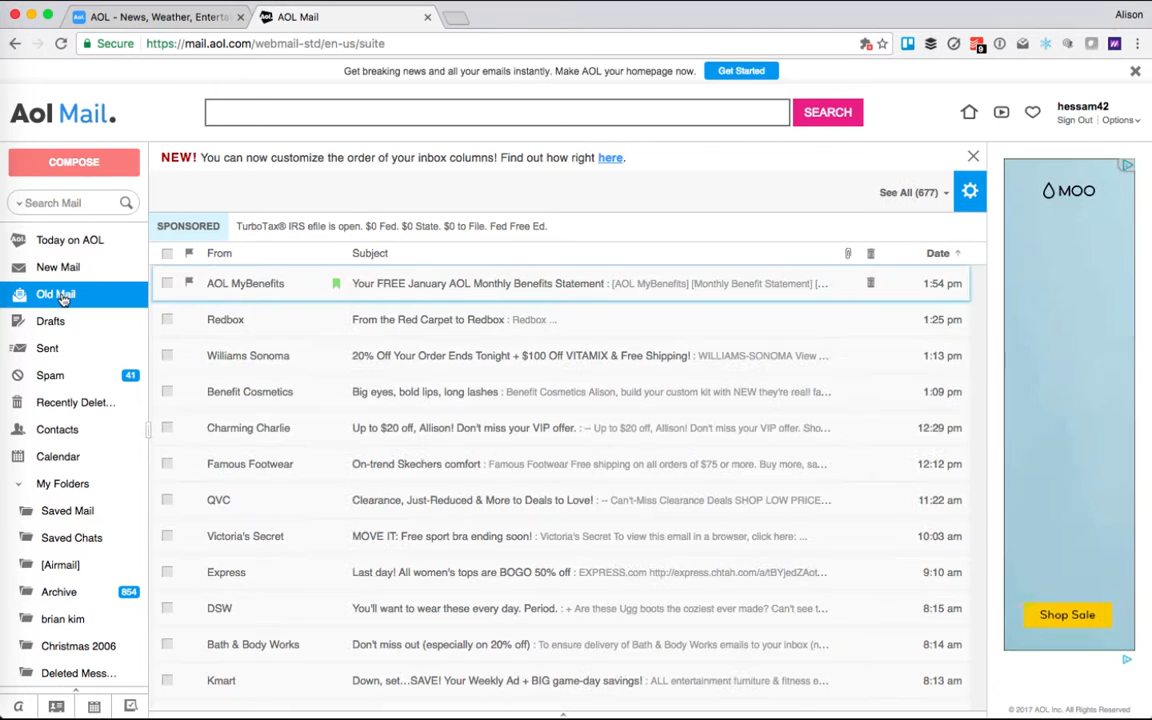 AOL - News, Weather, Enterta
AOL Mail
Alison
Secure
https://mail.aol.com/webmail-std/en-us/suite
9
Get breaking news and all your emails instantly. Make AOL your homepage now.
Get Started
Aol Mail.
SEARCH
hessam42
Sign Out
Options
COMPOSE
NEW! You can now customize the order of your inbox columns! Find out how right here.
Search Mail
See All (677)
SPONSORED
TurboTax® IRS efile is open. $0 Fed. $0 State. $0 to File. Fed Free Ed.
Today on AOL
New Mail
Old Mail
Drafts
Sent
Spam 41
Recently Delet...
Contacts
Calendar
My Folders
Saved Mail
Saved Chats
[Airmail]
Archive 854
brian kim
Christmas 2006
Deleted Mess...
From Subject Date
AOL MyBenefits Your FREE January AOL Monthly Benefits Statement : [AOL MyBenefits] [Monthly Benefit Statement] [... 1:54 pm
Redbox From the Red Carpet to Redbox : Redbox ... 1:25 pm
Williams Sonoma 20% Off Your Order Ends Tonight + $100 Off VITAMIX & Free Shipping! : WILLIAMS-SONOMA View ... 1:13 pm
Benefit Cosmetics Big eyes, bold lips, long lashes : Benefit Cosmetics Alison, build your custom kit with NEW they're real! fa... 1:09 pm
Charming Charlie Up to $20 off, Allison! Don't miss your VIP offer. : -- Up to $20 off, Allison! Don't miss your VIP offer. Sho... 12:29 pm
Famous Footwear On-trend Skechers comfort : Famous Footwear Free shipping on all orders of $75 or more. Buy more, sa... 12:12 pm
QVC Clearance, Just-Reduced & More to Deals to Love! : -- Can't-Miss Clearance Deals SHOP LOW PRICE... 11:22 am
Victoria's Secret MOVE IT: Free sport bra ending soon! : Victoria's Secret To view this email in a browser, click here: ... 10:03 am
Express Last day! All women's tops are BOGO 50% off : EXPRESS.com http://express.chtah.com/a/tBYjedZAot... 9:10 am
DSW You'll want to wear these every day. Period. : + Are these Ugg boots the coziest ever made? Can't see t... 8:15 am
Bath & Body Works Don't miss out (especially on 20% off) : To ensure delivery of Bath & Body Works emails to your inbox (n... 8:14 am
Kmart Down, set...SAVE! Your Weekly Ad + BIG game-day savings! : ALL entertainment furniture & fitness e... 8:13 am
MOO
Shop Sale
© 2017 AOL Inc. All Rights Reserved.